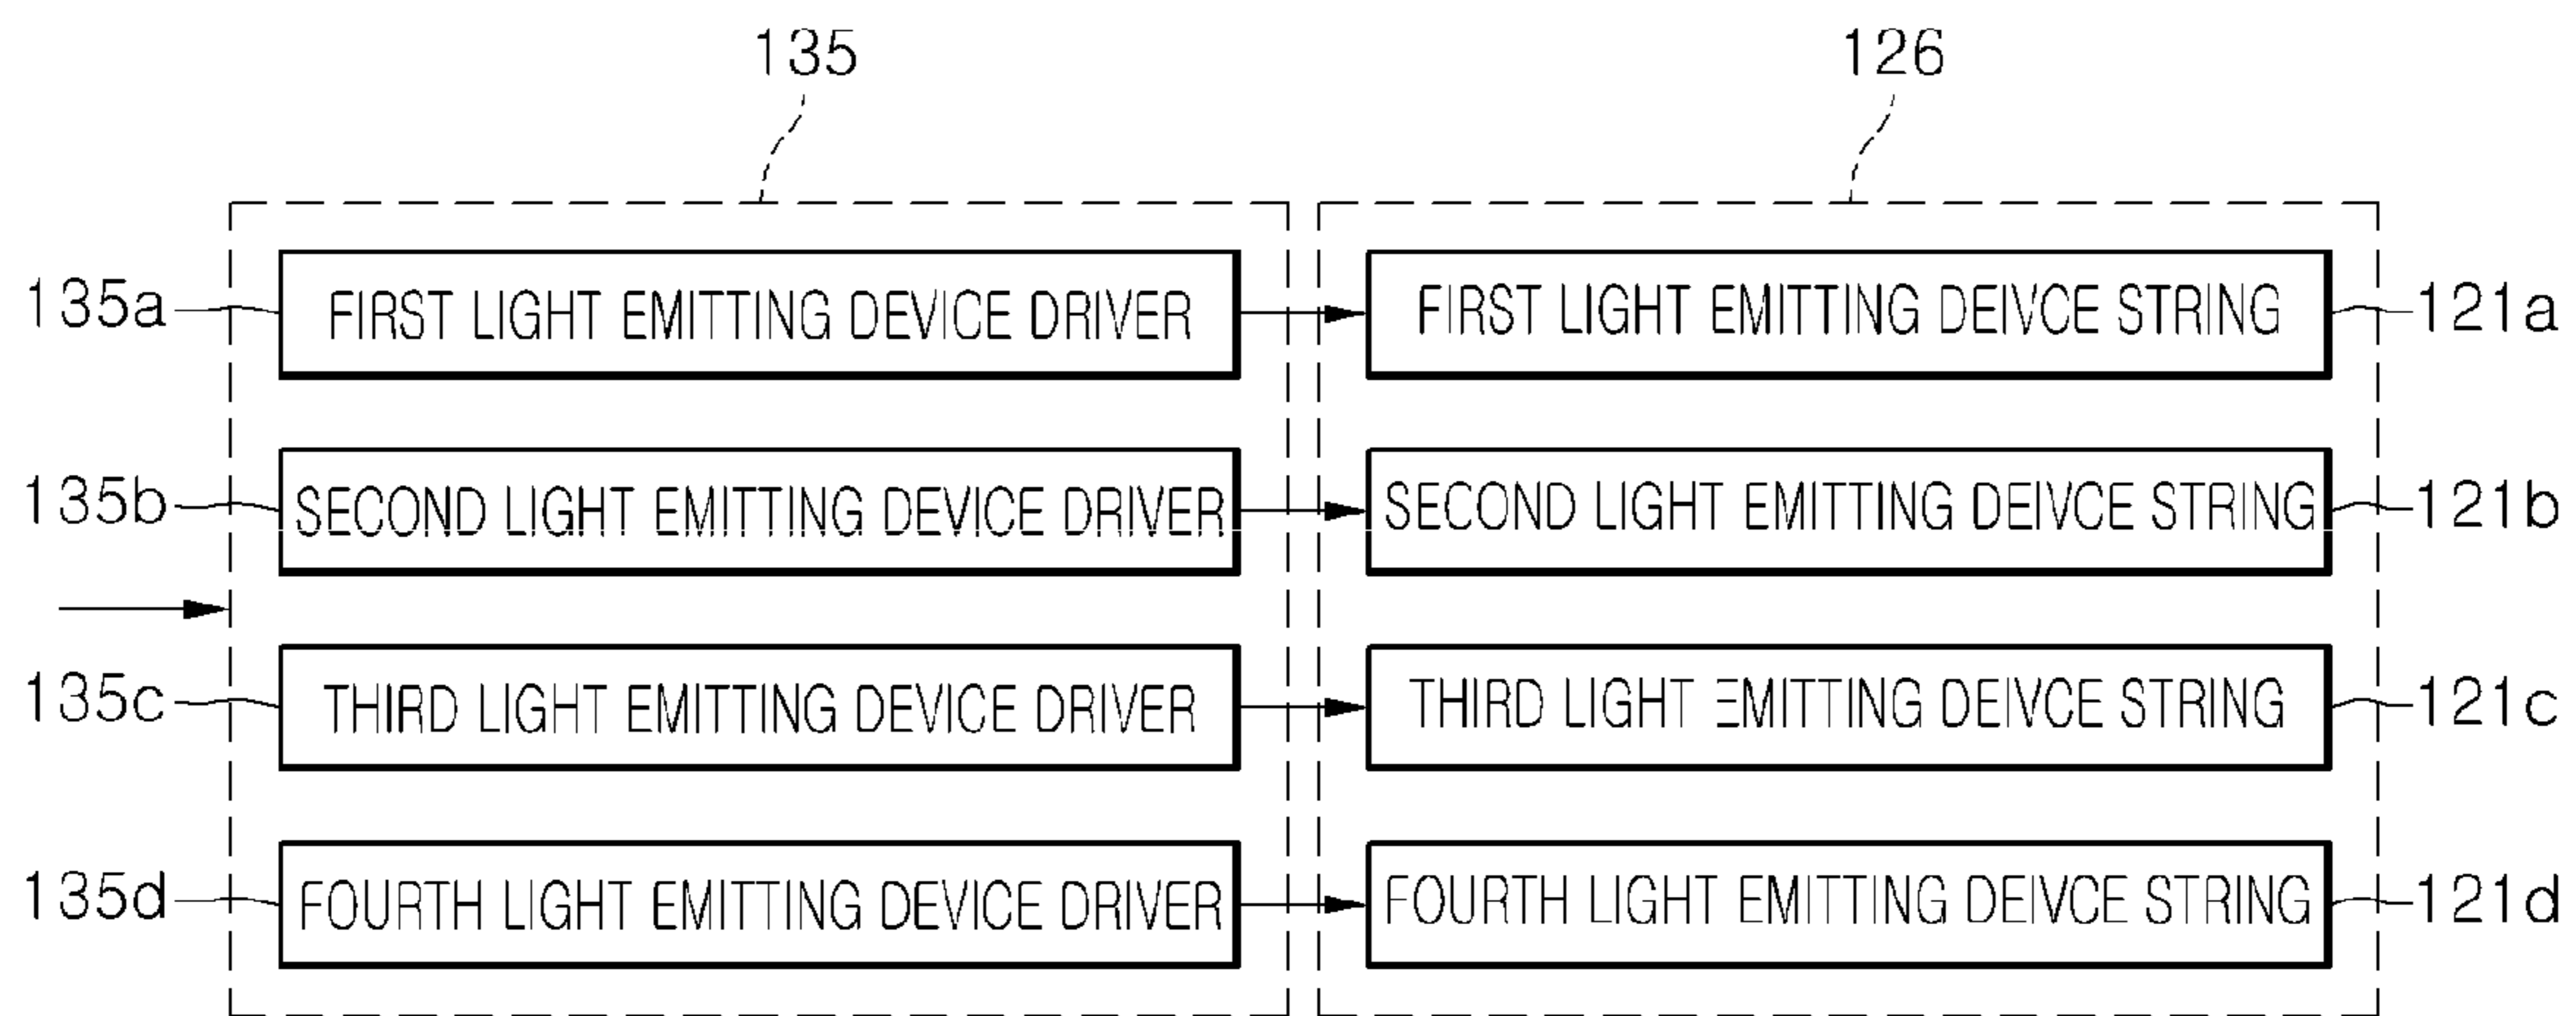 135
126
135a
FIRST LIGHT EMITTING DEVICE DRIVER
FIRST LIGHT EMITTING DEIVCE STRING
121a
135b
SECOND LIGHT EMITTING DEVICE DRIVER
SECOND LIGHT EMITTING DEIVCE STRING
121b
135c
THIRD LIGHT EMITTING DEVICE DRIVER
THIRD LIGHT EMITTING DEIVCE STRING
121c
135d
FOURTH LIGHT EMITTING DEVICE DRIVER
FOURTH LIGHT EMITTING DEIVCE STRING
121d